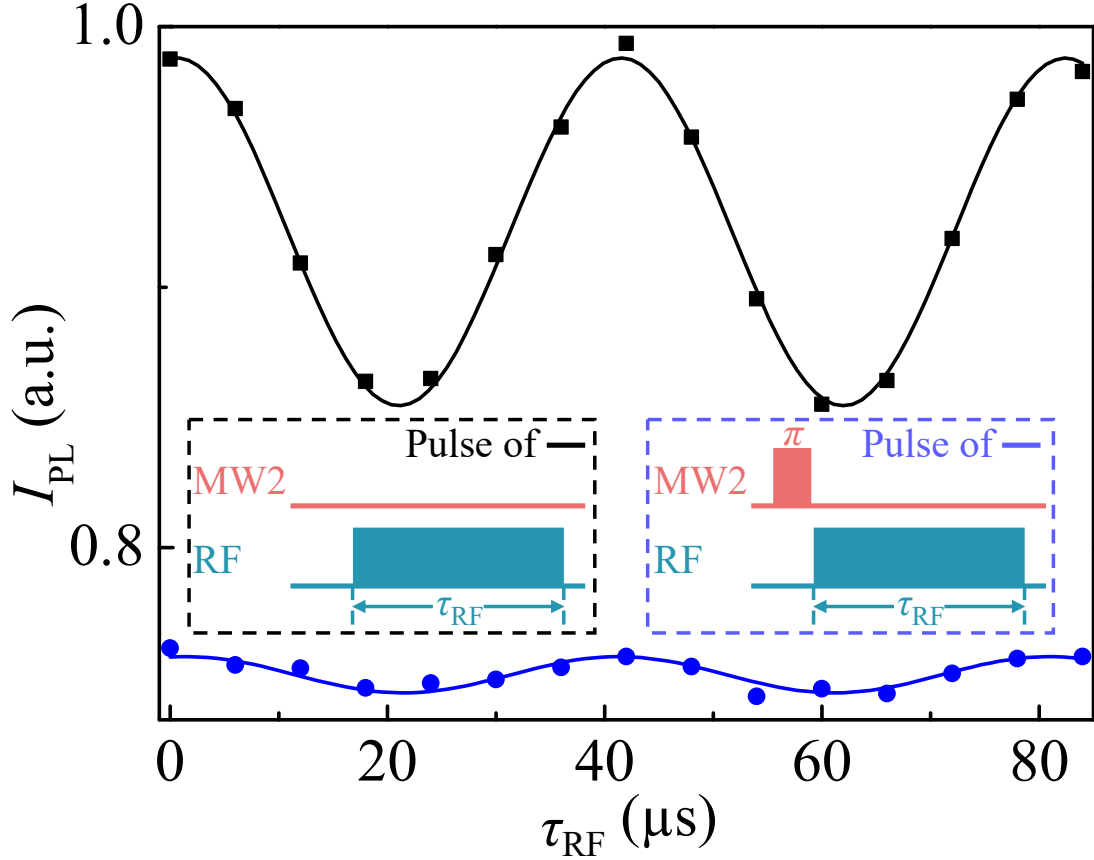 1.0
0.8
I_PL (a.u.)
Pulse of
MW2
RF
τ_RF
π
Pulse of
MW2
RF
τ_RF
0 20 40 60 80
τ_RF (μs)